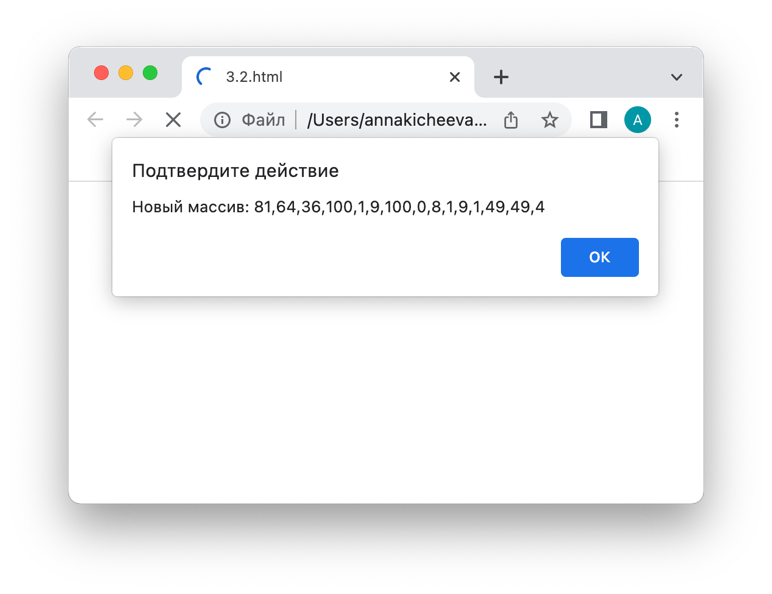 3.2.html
Файл /Users/annakicheeva...
A
Подтвердите действие
Новый массив: 81,64,36,100,1,9,100,0,8,1,9,1,49,49,4
ОК